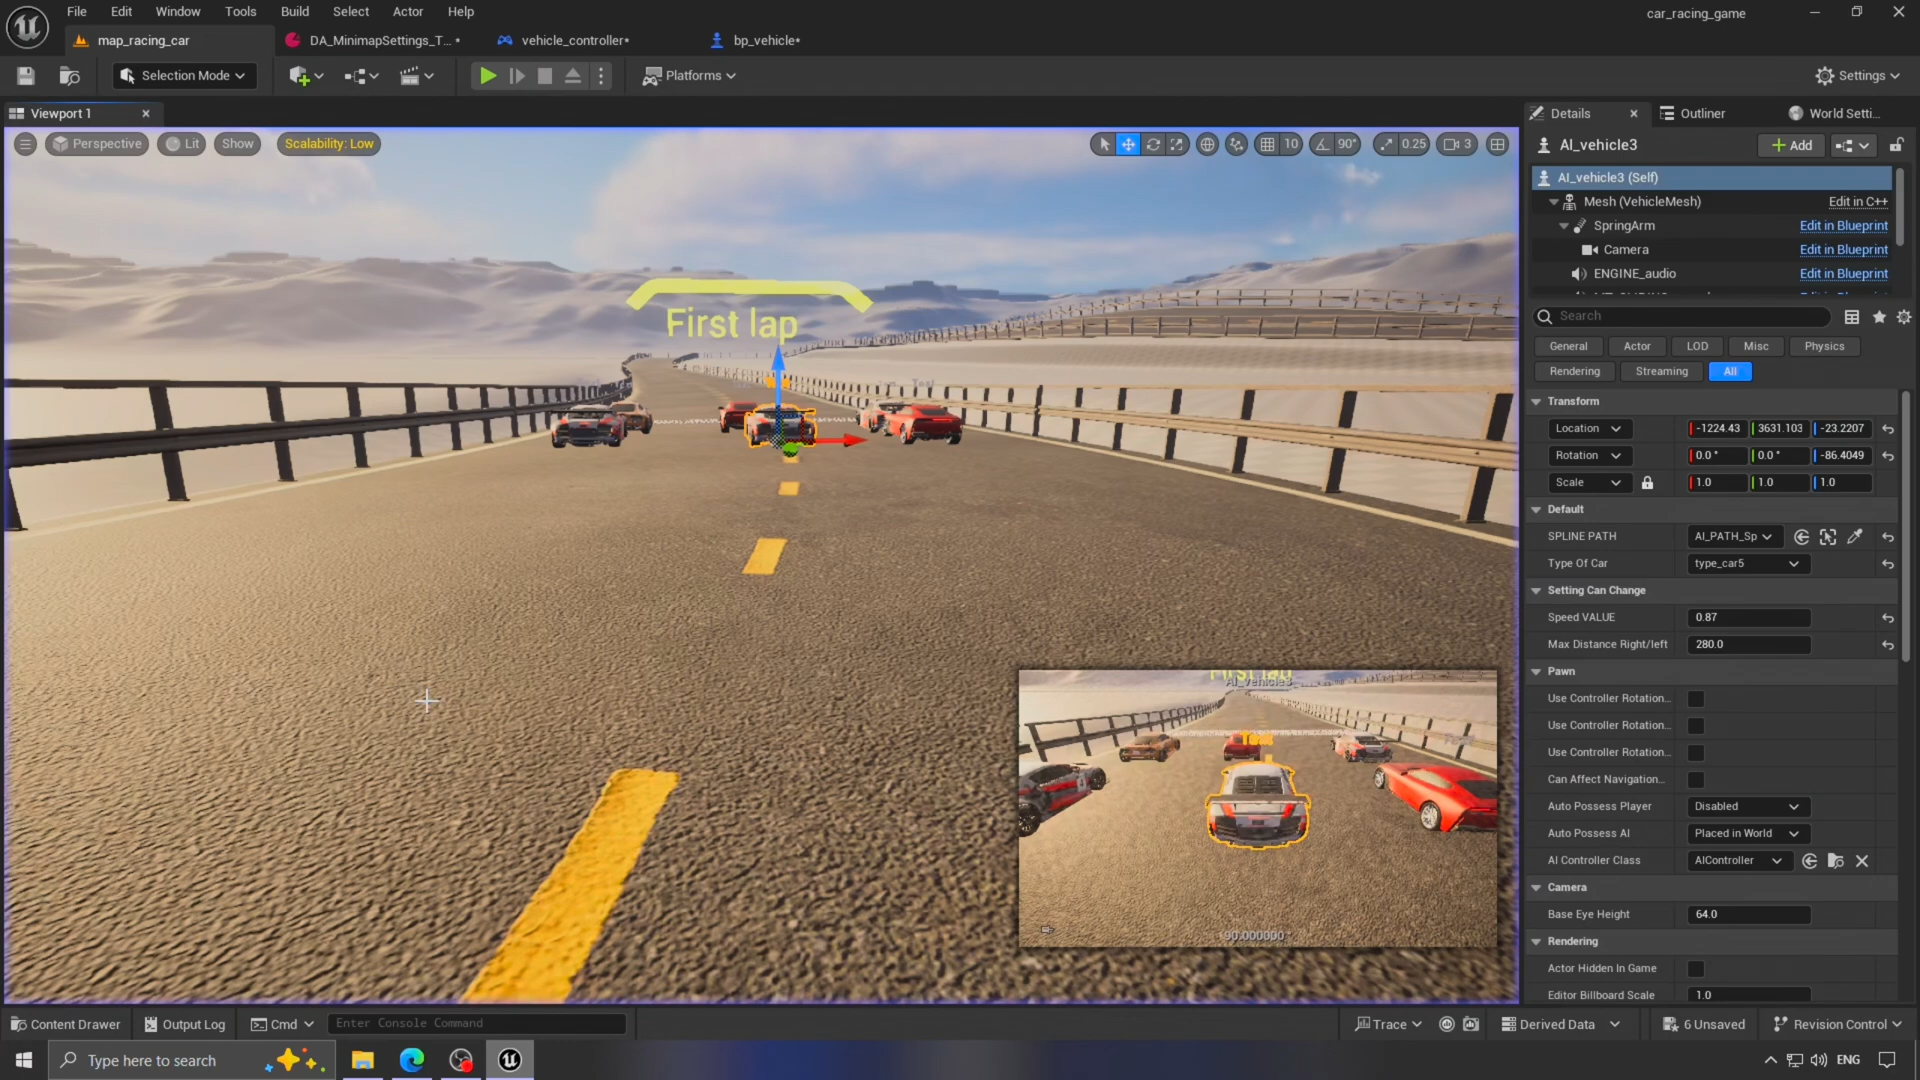 File Edit Window Tools Build Select Actor Help
car_racing_game
map_racing_car
DA_MinimapSettings_T... •
vehicle_controller•
bp_vehicle•
Selection Mode
Platforms
Settings
Viewport 1
Details
Outliner
World Setti...
Perspective
Lit
Show
Scalability: Low
10
90°
0.25
3
AI_vehicle3
Add
AI_vehicle3 (Self)
Mesh (VehicleMesh) Edit in C++
SpringArm Edit in Blueprint
Camera Edit in Blueprint
ENGINE_audio Edit in Blueprint
Search
General Actor LOD Misc Physics
Rendering Streaming All
Transform
Location -1224.43 3631.103 -23.2207
Rotation 0.0 ° 0.0 ° -86.4049
Scale 1.0 1.0 1.0
Default
SPLINE PATH AI_PATH_Sp
Type Of Car type_car5
Setting Can Change
Speed VALUE 0.87
Max Distance Right/left 280.0
Pawn
Use Controller Rotation...
Use Controller Rotation...
Use Controller Rotation...
Can Affect Navigation...
Auto Possess Player Disabled
Auto Possess AI Placed in World
AI Controller Class AIController
Camera
Base Eye Height 64.0
Rendering
Actor Hidden In Game
Editor Billboard Scale 1.0
First lap
First lap
AI_vehicle3
90.000000
Content Drawer
Output Log
Cmd
Enter Console Command
Trace
Derived Data
6 Unsaved
Revision Control
Type here to search
ENG